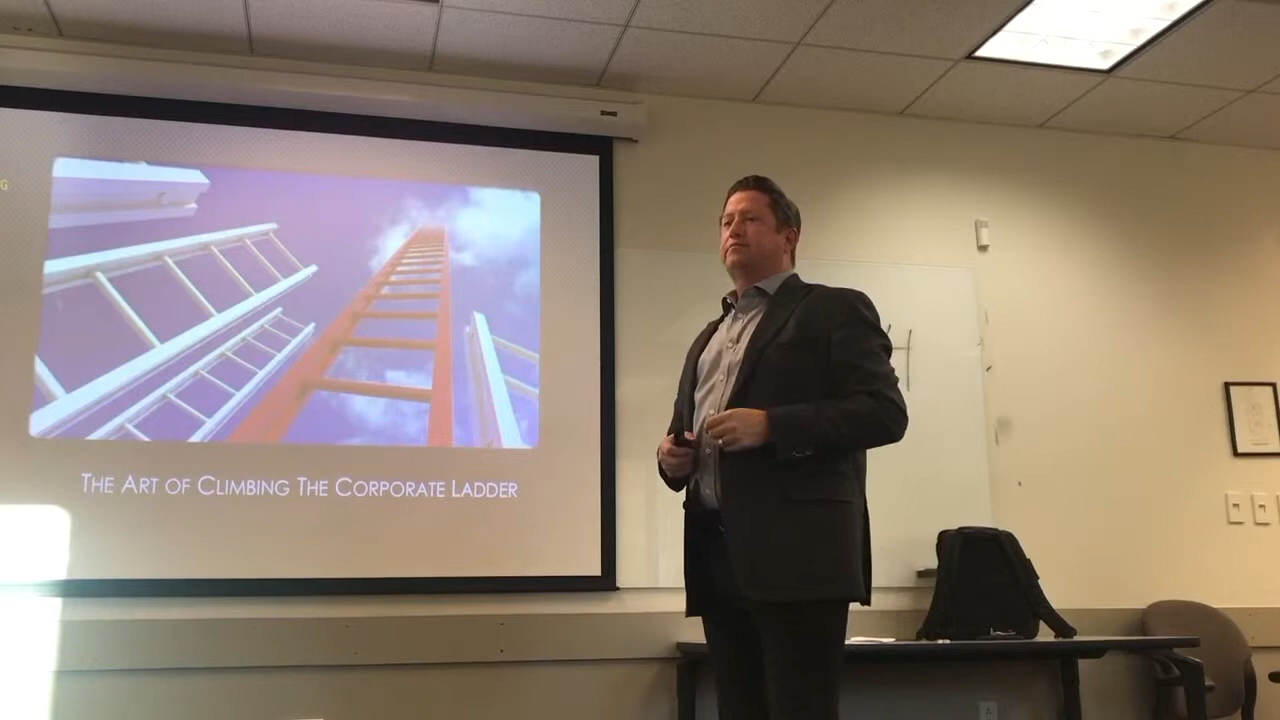 G
THE ART OF CLIMBING THE CORPORATE LADDER